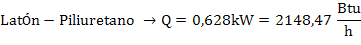 LatÓn − Piliuretano → Q = 0,628kW = 2148,47 Btu/h